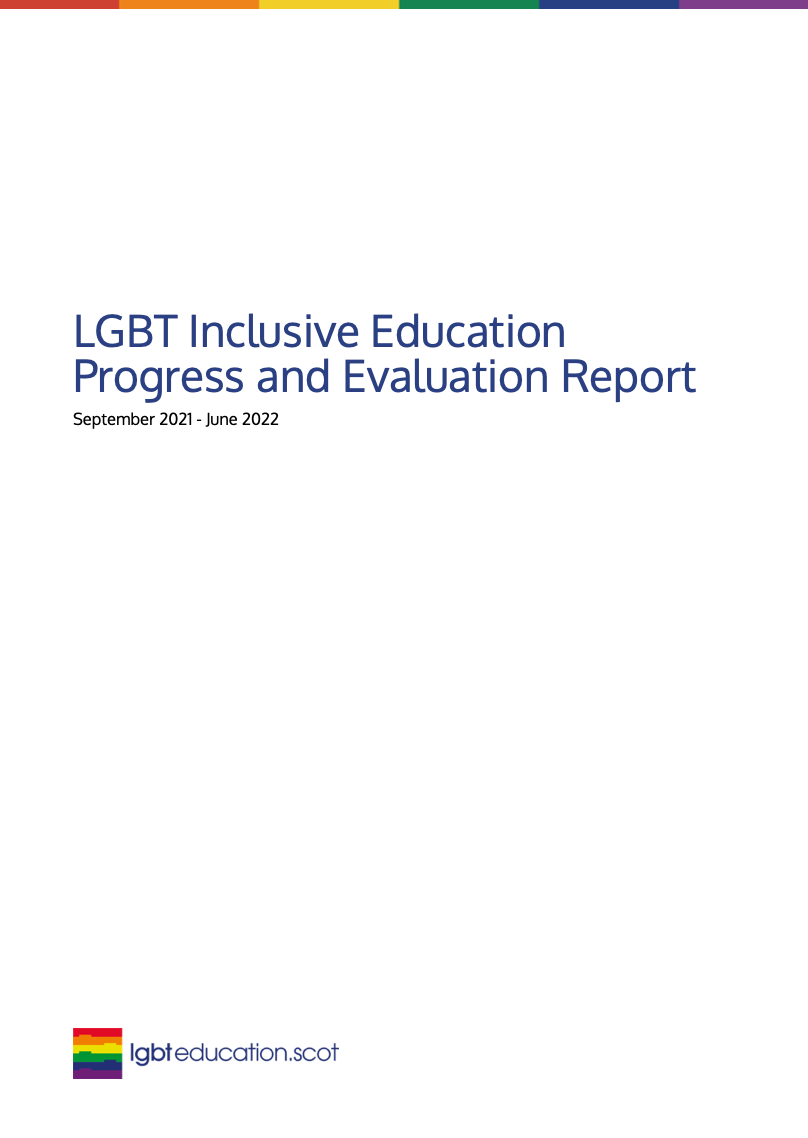 LGBT Inclusive Education
Progress and Evaluation Report
September 2021 - June 2022
lgbteducation.scot